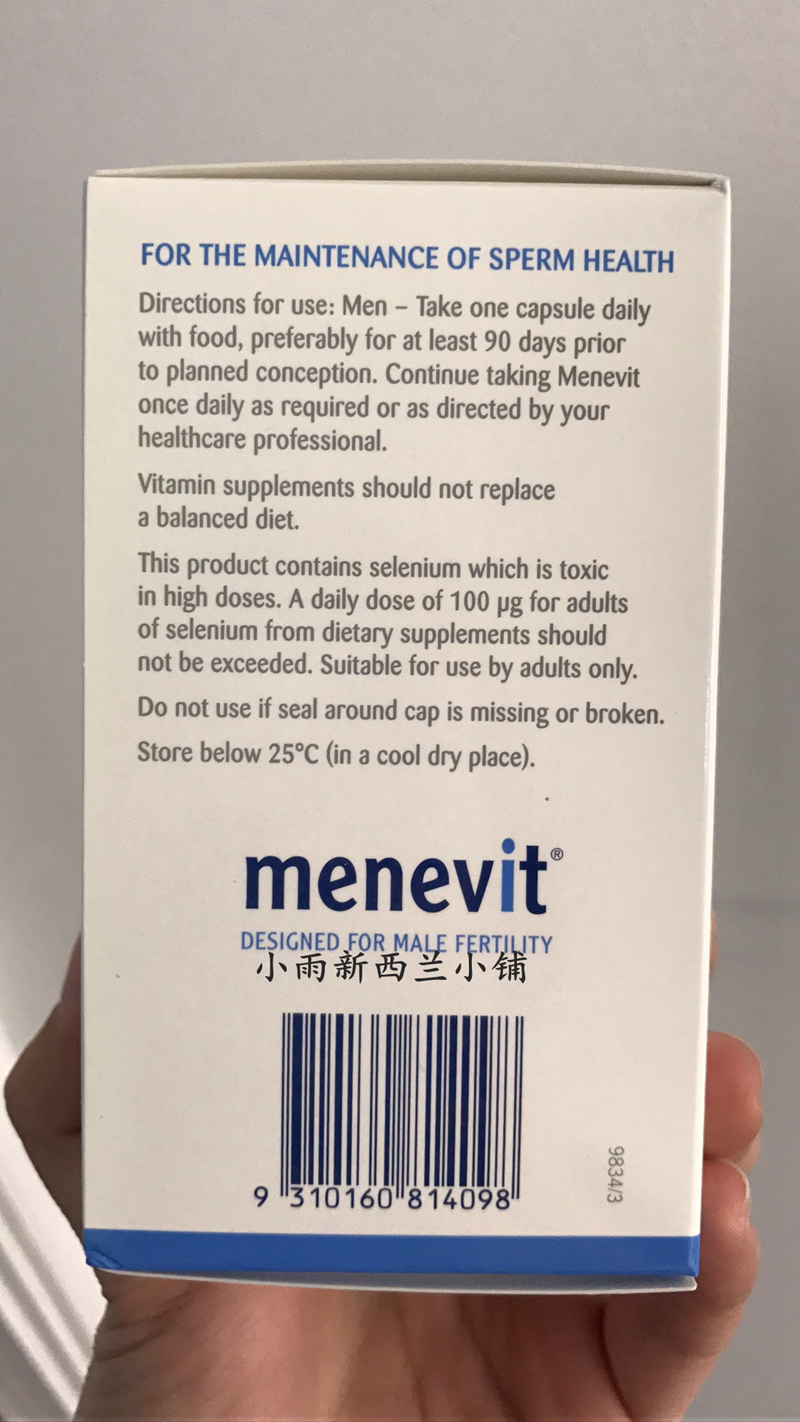 FOR THE MAINTENANCE OF SPERM HEALTH
Directions for use: Men – Take one capsule daily
with food, preferably for at least 90 days prior
to planned conception. Continue taking Menevit
once daily as required or as directed by your
healthcare professional.
Vitamin supplements should not replace
a balanced diet.
This product contains selenium which is toxic
in high doses. A daily dose of 100 µg for adults
of selenium from dietary supplements should
not be exceeded. Suitable for use by adults only.
Do not use if seal around cap is missing or broken.
Store below 25°C (in a cool dry place).
menevit®
DESIGNED FOR MALE FERTILITY
小雨新西兰小铺
9 310160 814098
9834/3